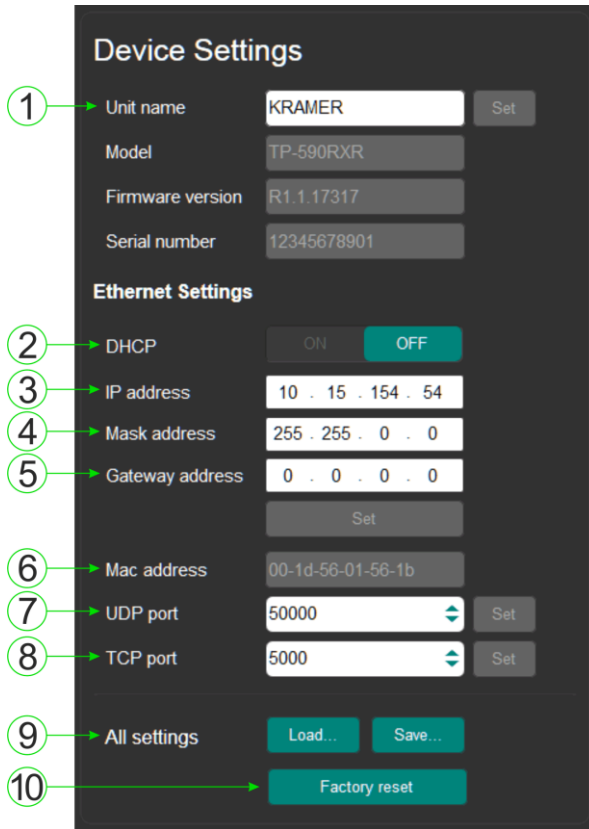 Device Settings
1 Unit name KRAMER Set
Model TP-590RXR
Firmware version R1.1.17317
Serial number 12345678901
Ethernet Settings
2 DHCP ON OFF
3 IP address 10 . 15 . 154 . 54
4 Mask address 255 . 255 . 0 . 0
5 Gateway address 0 . 0 . 0 . 0
Set
6 Mac address 00-1d-56-01-56-1b
7 UDP port 50000 Set
8 TCP port 5000 Set
9 All settings Load... Save...
10 Factory reset